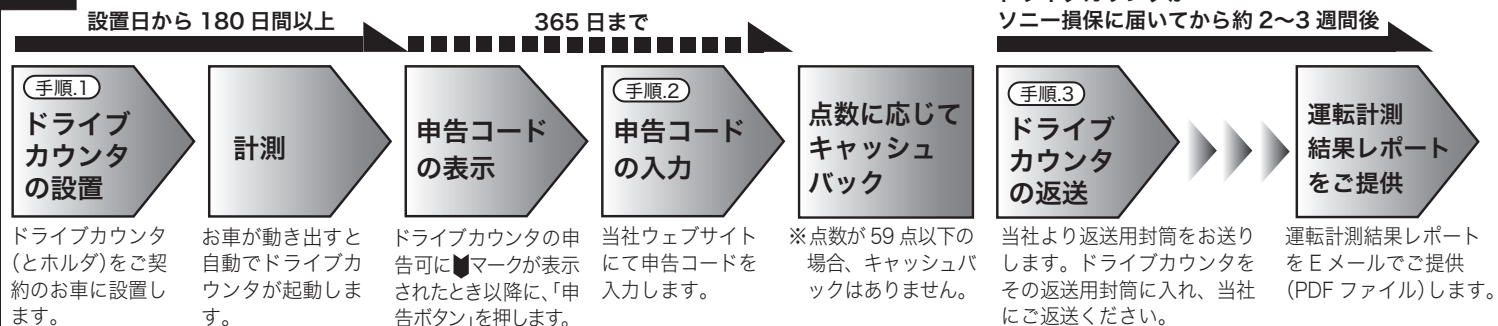 設置日から 180 日間以上
365 日まで
ソニー損保に届いてから約 2〜3 週間後
手順.1
ドライブ
カウンタ
の設置
ドライブカウンタ
(とホルダ)をご契
約のお車に設置し
ます。
計測
お車が動き出すと
自動でドライブカ
ウンタが起動しま
す。
申告コード
の表示
ドライブカウンタの申
告可に マークが表示
されたとき以降に、「申
告ボタン」を押します。
手順.2
申告コード
の入力
当社ウェブサイト
にて申告コードを
入力します。
点数に応じて
キャッシュ
バック
※点数が 59 点以下の
場合、キャッシュバ
ックはありません。
手順.3
ドライブ
カウンタ
の返送
当社より返送用封筒をお送り
します。ドライブカウンタを
その返送用封筒に入れ、当社
にご返送ください。
運転計測
結果レポート
をご提供
運転計測結果レポート
を E メールでご提供
(PDF ファイル)します。